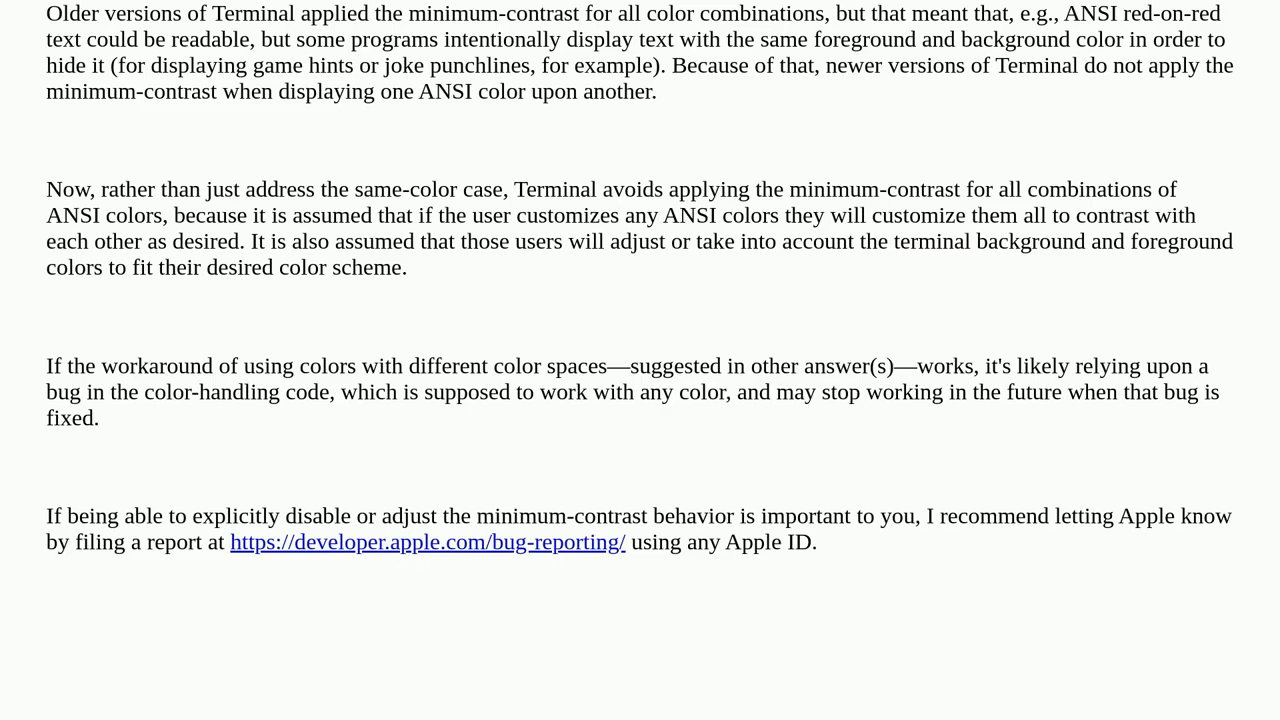 Older versions of Terminal applied the minimum-contrast for all color combinations, but that meant that, e.g., ANSI red-on-red
text could be readable, but some programs intentionally display text with the same foreground and background color in order to
hide it (for displaying game hints or joke punchlines, for example). Because of that, newer versions of Terminal do not apply the
minimum-contrast when displaying one ANSI color upon another.
Now, rather than just address the same-color case, Terminal avoids applying the minimum-contrast for all combinations of
ANSI colors, because it is assumed that if the user customizes any ANSI colors they will customize them all to contrast with
each other as desired. It is also assumed that those users will adjust or take into account the terminal background and foreground
colors to fit their desired color scheme.
If the workaround of using colors with different color spaces—suggested in other answer(s)—works, it's likely relying upon a
bug in the color-handling code, which is supposed to work with any color, and may stop working in the future when that bug is
fixed.
If being able to explicitly disable or adjust the minimum-contrast behavior is important to you, I recommend letting Apple know
by filing a report at https://developer.apple.com/bug-reporting/ using any Apple ID.